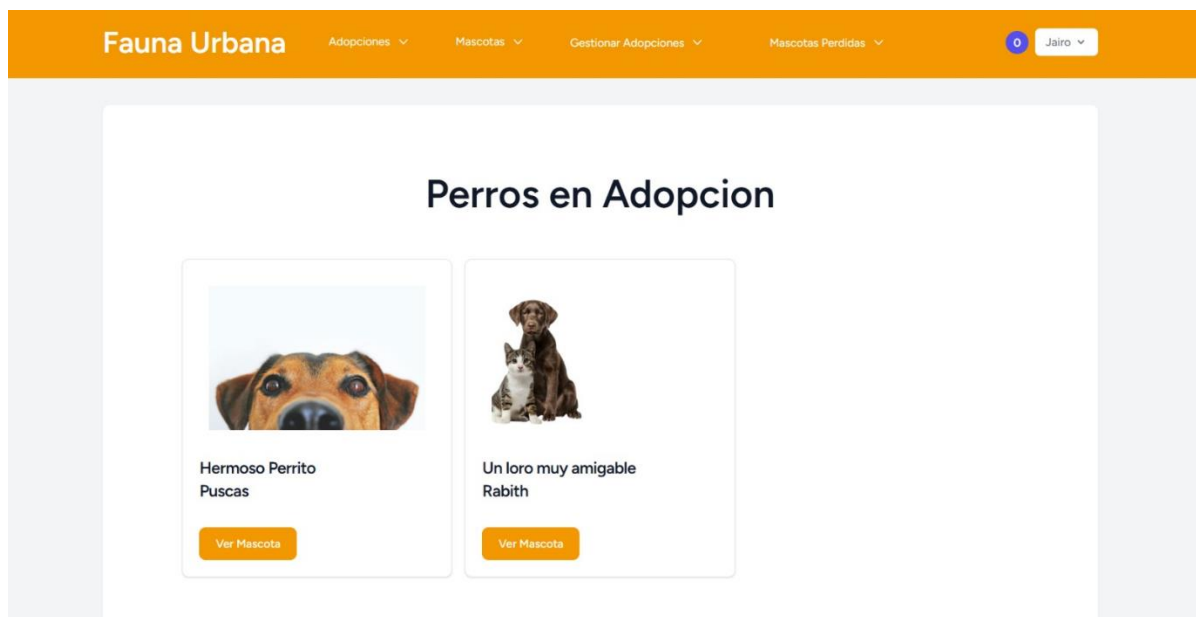 Fauna Urbana
Adopciones
Mascotas
Gestionar Adopciones
Mascotas Perdidas
0
Jairo
Perros en Adopcion
Hermoso Perrito
Puscas
Ver Mascota
Un loro muy amigable
Rabith
Ver Mascota